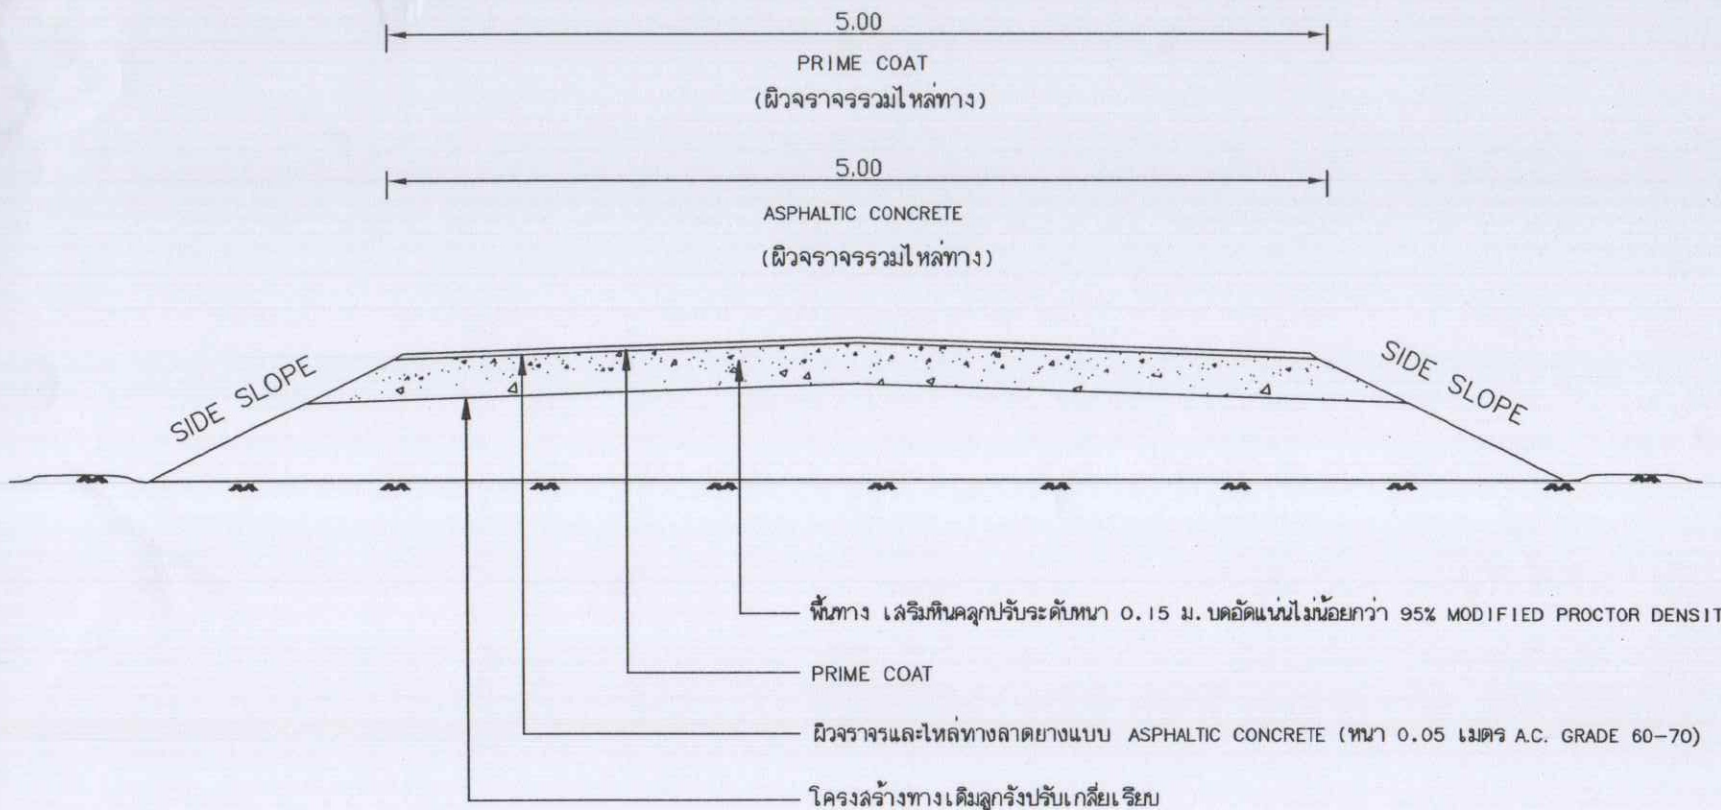 5.00
PRIME COAT
(ผิวจราจรรวมไหล่ทาง)
5.00
ASPHALTIC CONCRETE
(ผิวจราจรรวมไหล่ทาง)
SIDE SLOPE
SIDE SLOPE
พื้นทาง เสริมหินคลุกปรับระดับหนา 0.15 ม. บดอัดแน่นไม่น้อยกว่า 95% MODIFIED PROCTOR DENSIT
PRIME COAT
ผิวจราจรและไหล่ทางลาดยางแบบ ASPHALTIC CONCRETE (หนา 0.05 เมตร A.C. GRADE 60-70)
โครงสร้างทางเดิมลูกรังปรับเกลี่ยเรียบ